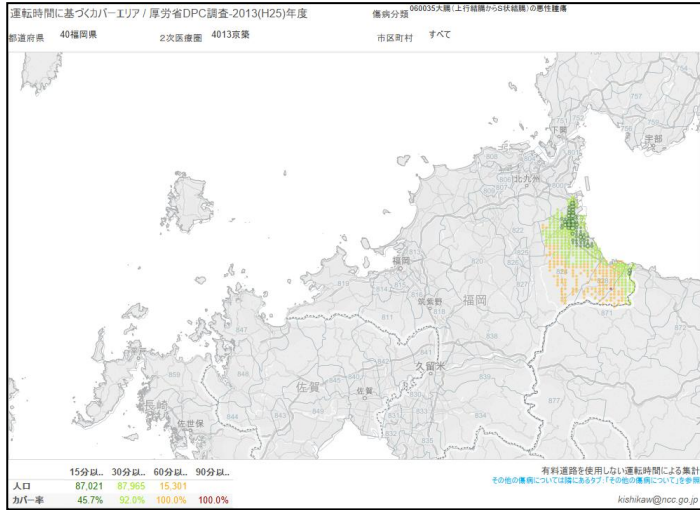 運転時間に基づくカバーエリア / 厚労省DPC調査-2013(H25)年度
傷病分類 060035大腸(上行結腸からS状結腸)の悪性腫瘍
都道府県 40福岡県 2次医療圏 4013京築 市区町村 すべて
下関
宇部
北九州
福岡
筑紫野
福岡
久留米
佐賀
佐賀
長崎
佐世保
15分以.. 30分以.. 60分以.. 90分以..
人口 87,021 87,965 15,301
カバー率 45.7% 92.0% 100.0% 100.0%
有料道路を使用しない運転時間による集計
その他の傷病については隣にあるタブ:「その他の傷病について」を参照
kishikaw@ncc.go.jp